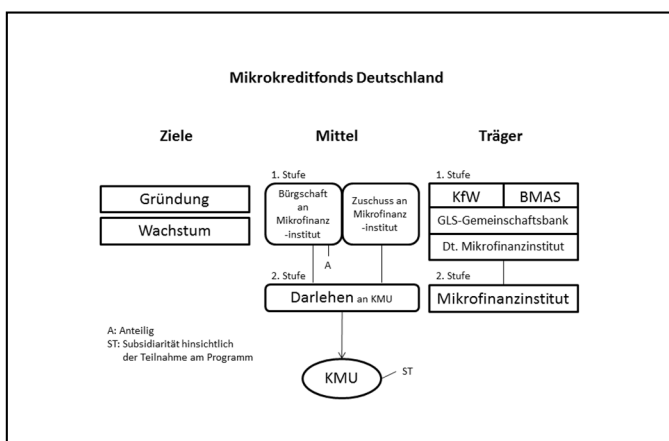 Mikrokreditfonds Deutschland
Ziele
Mittel
Träger
1. Stufe
1. Stufe
Gründung
Wachstum
Bürgschaft
an
Mikrofinanz
-institut
Zuschuss an
Mikrofinanz
-institut
KfW
BMAS
GLS-Gemeinschaftsbank
Dt. Mikrofinanzinstitut
A
2. Stufe
2. Stufe
Darlehen an KMU
Mikrofinanzinstitut
A: Anteilig
ST: Subsidiarität hinsichtlich
der Teilnahme am Programm
KMU
ST